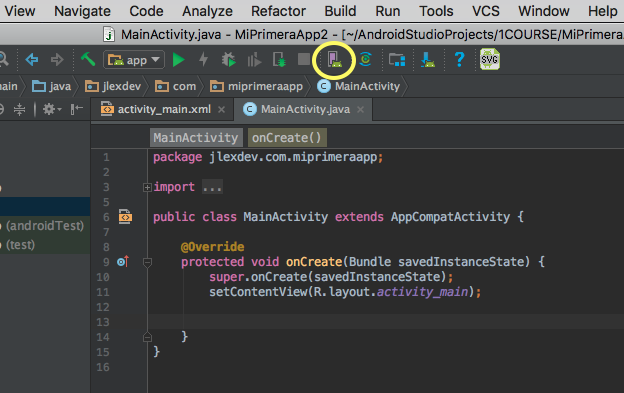 View Navigate Code Analyze Refactor Build Run Tools VCS Window
MainActivity.java - MiPrimeraApp2 - [~/AndroidStudioProjects/1COURSE/MiPrimera
app ? SVG
main java jlexdev com miprimeraapp MainActivity
activity_main.xml MainActivity.java
MainActivity onCreate()
1 package jlexdev.com.miprimeraapp;
2
3 import ...
5
6 public class MainActivity extends AppCompatActivity {
7
8 @Override
(androidTest)
9 protected void onCreate(Bundle savedInstanceState) {
(test)
10 super.onCreate(savedInstanceState);
11 setContentView(R.layout.activity_main);
12
13
14 }
15 }
16